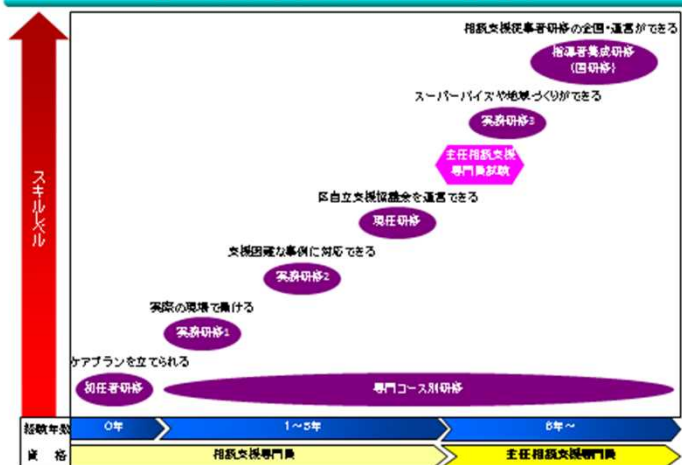 相談支援従事者研修の企画・運営ができる
指導者養成研修
(国研修)
スーパーバイズや地域づくりができる
実務研修3
主任相談支援
専門員試験
区自立支援協議会を運営できる
現任研修
支援困難な事例に対応できる
実務研修2
実際の現場で働ける
実務研修1
ケアプランを立てられる
初任者研修
専門コース別研修
スキルレベル
経験年数
0年
1～5年
6年～
資 格
相談支援専門員
主任相談支援専門員